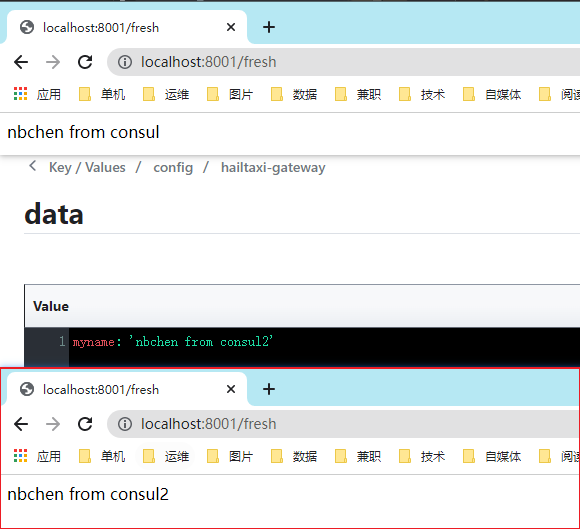 localhost:8001/fresh
localhost:8001/fresh
应用 单机 运维 图片 数据 兼职 技术 自媒体 阅读
nbchen from consul
Key / Values / config / hailtaxi-gateway
data
Value
1 myname: 'nbchen from consul2'
localhost:8001/fresh
localhost:8001/fresh
应用 单机 运维 图片 数据 兼职 技术 自媒体 阅读
nbchen from consul2